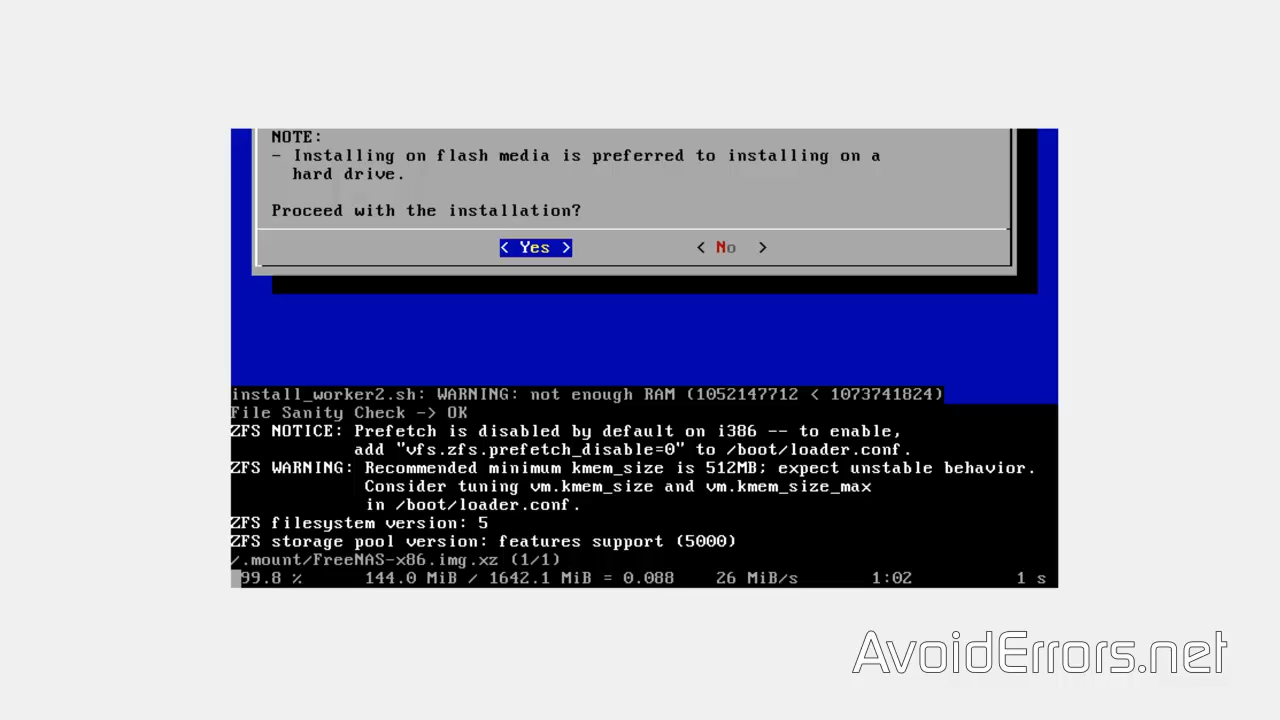 NOTE:
- Installing on flash media is preferred to installing on a
hard drive.
Proceed with the installation?
< Yes > < No >
install_worker2.sh: WARNING: not enough RAM (1052147712 < 1073741824)
File Sanity Check -> OK
ZFS NOTICE: Prefetch is disabled by default on i386 -- to enable,
add "vfs.zfs.prefetch_disable=0" to /boot/loader.conf.
ZFS WARNING: Recommended minimum kmem_size is 512MB; expect unstable behavior.
Consider tuning vm.kmem_size and vm.kmem_size_max
in /boot/loader.conf.
ZFS filesystem version: 5
ZFS storage pool version: features support (5000)
/.mount/FreeNAS-x86.img.xz (1/1)
99.8 % 144.0 MiB / 1642.1 MiB = 0.088 26 MiB/s 1:02 1 s
AvoidErrors.net